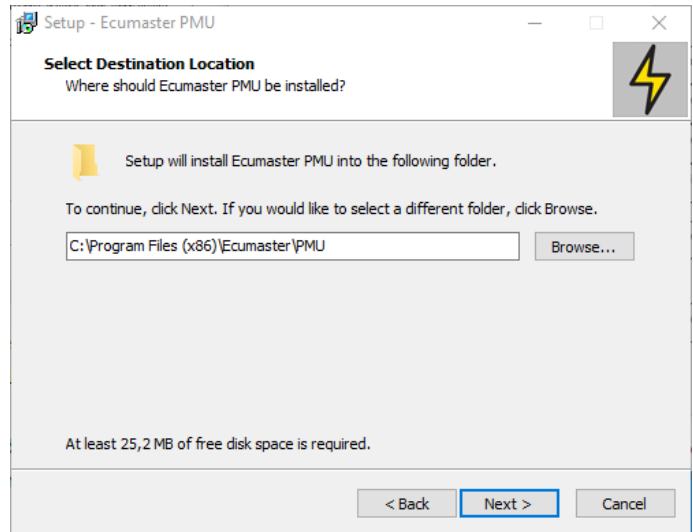 Setup - Ecumaster PMU
Select Destination Location
Where should Ecumaster PMU be installed?
Setup will install Ecumaster PMU into the following folder.
To continue, click Next. If you would like to select a different folder, click Browse.
C:\Program Files (x86)\Ecumaster\PMU
Browse...
At least 25,2 MB of free disk space is required.
< Back
Next >
Cancel